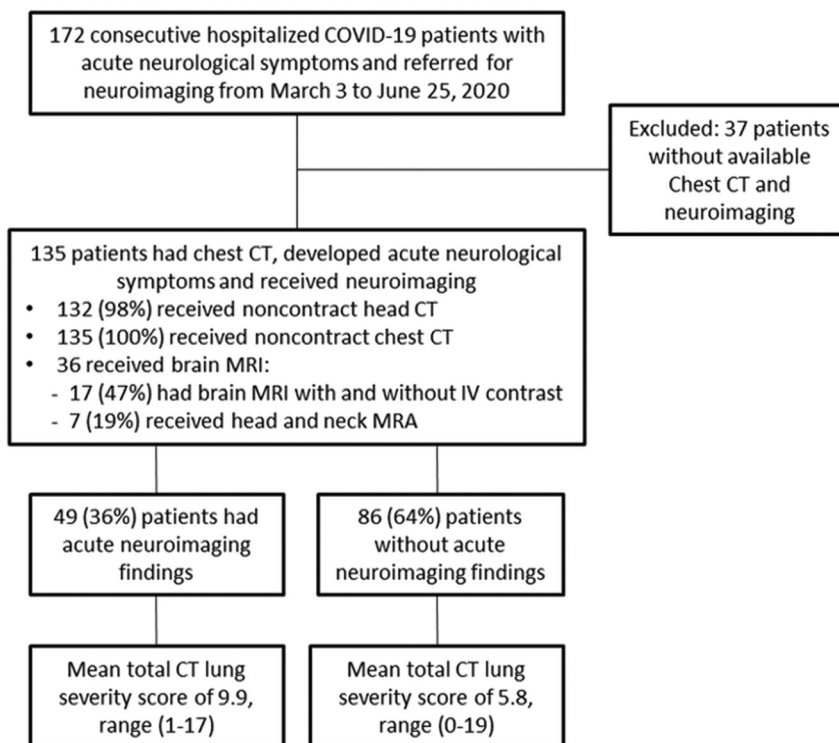 172 consecutive hospitalized COVID-19 patients with
acute neurological symptoms and referred for
neuroimaging from March 3 to June 25, 2020
Excluded: 37 patients
without available
Chest CT and
neuroimaging
135 patients had chest CT, developed acute neurological
symptoms and received neuroimaging
• 132 (98%) received noncontract head CT
• 135 (100%) received noncontract chest CT
• 36 received brain MRI:
- 17 (47%) had brain MRI with and without IV contrast
- 7 (19%) received head and neck MRA
49 (36%) patients had
acute neuroimaging
findings
86 (64%) patients
without acute
neuroimaging findings
Mean total CT lung
severity score of 9.9,
range (1-17)
Mean total CT lung
severity score of 5.8,
range (0-19)